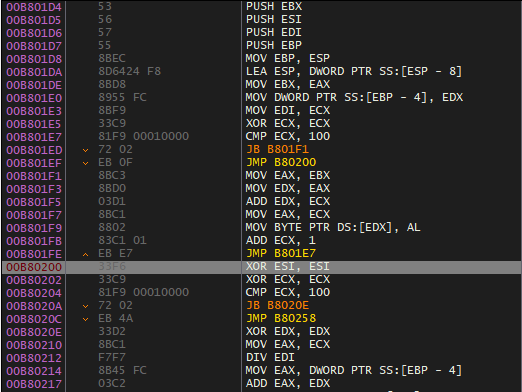 00B801D4 53 PUSH EBX
00B801D5 56 PUSH ESI
00B801D6 57 PUSH EDI
00B801D7 55 PUSH EBP
00B801D8 8BEC MOV EBP, ESP
00B801DA 8D6424 F8 LEA ESP, DWORD PTR SS:[ESP - 8]
00B801DE 8BD8 MOV EBX, EAX
00B801E0 8955 FC MOV DWORD PTR SS:[EBP - 4], EDX
00B801E3 8BF9 MOV EDI, ECX
00B801E5 33C9 XOR ECX, ECX
00B801E7 81F9 00010000 CMP ECX, 100
00B801ED 72 02 JB B801F1
00B801EF EB 0F JMP B80200
00B801F1 8BC3 MOV EAX, EBX
00B801F3 8BD0 MOV EDX, EAX
00B801F5 03D1 ADD EDX, ECX
00B801F7 8BC1 MOV EAX, ECX
00B801F9 8802 MOV BYTE PTR DS:[EDX], AL
00B801FB 83C1 01 ADD ECX, 1
00B801FE EB E7 JMP B801E7
00B80200 33F6 XOR ESI, ESI
00B80202 33C9 XOR ECX, ECX
00B80204 81F9 00010000 CMP ECX, 100
00B8020A 72 02 JB B8020E
00B8020C EB 4A JMP B80258
00B8020E 33D2 XOR EDX, EDX
00B80210 8BC1 MOV EAX, ECX
00B80212 F7F7 DIV EDI
00B80214 8B45 FC MOV EAX, DWORD PTR SS:[EBP - 4]
00B80217 03C2 ADD EAX, EDX